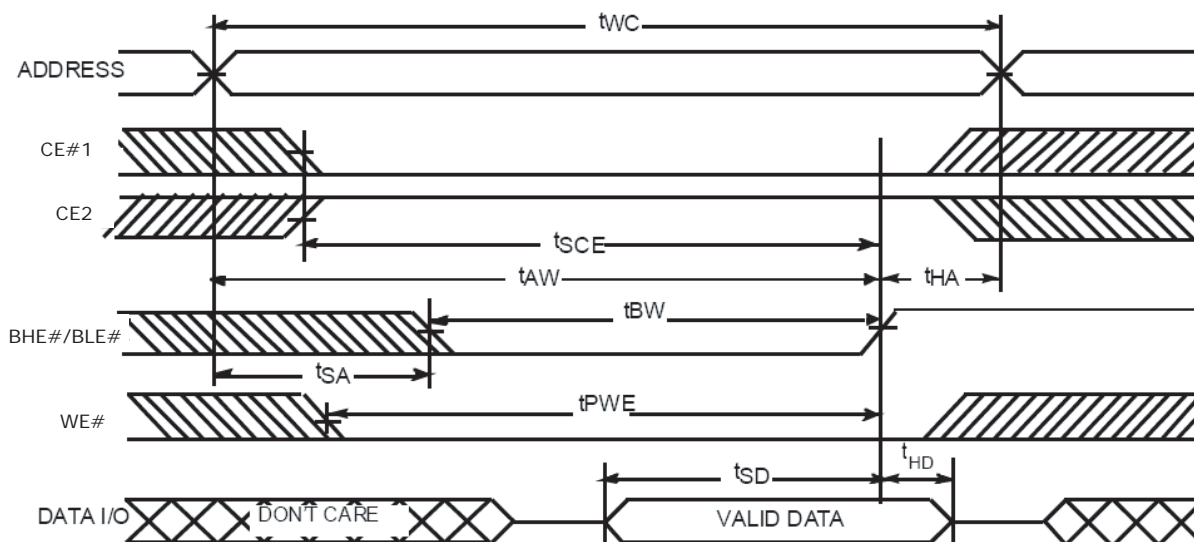 tWC
ADDRESS
CE#1
CE2
tSCE
tAW
tHA
tBW
BHE#/BLE#
tSA
tPWE
WE#
tSD
tHD
DATA I/O
DON'T CARE
VALID DATA